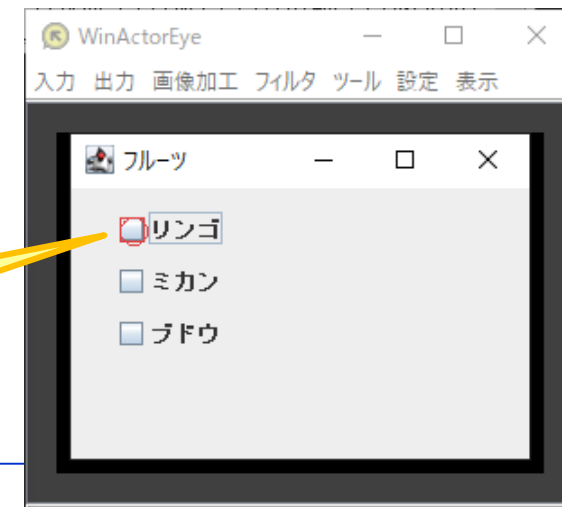 WinActorEye
入力 出力 画像加工 フィルタ ツール 設定 表示
フルーツ
リンゴ
ミカン
ブドウ